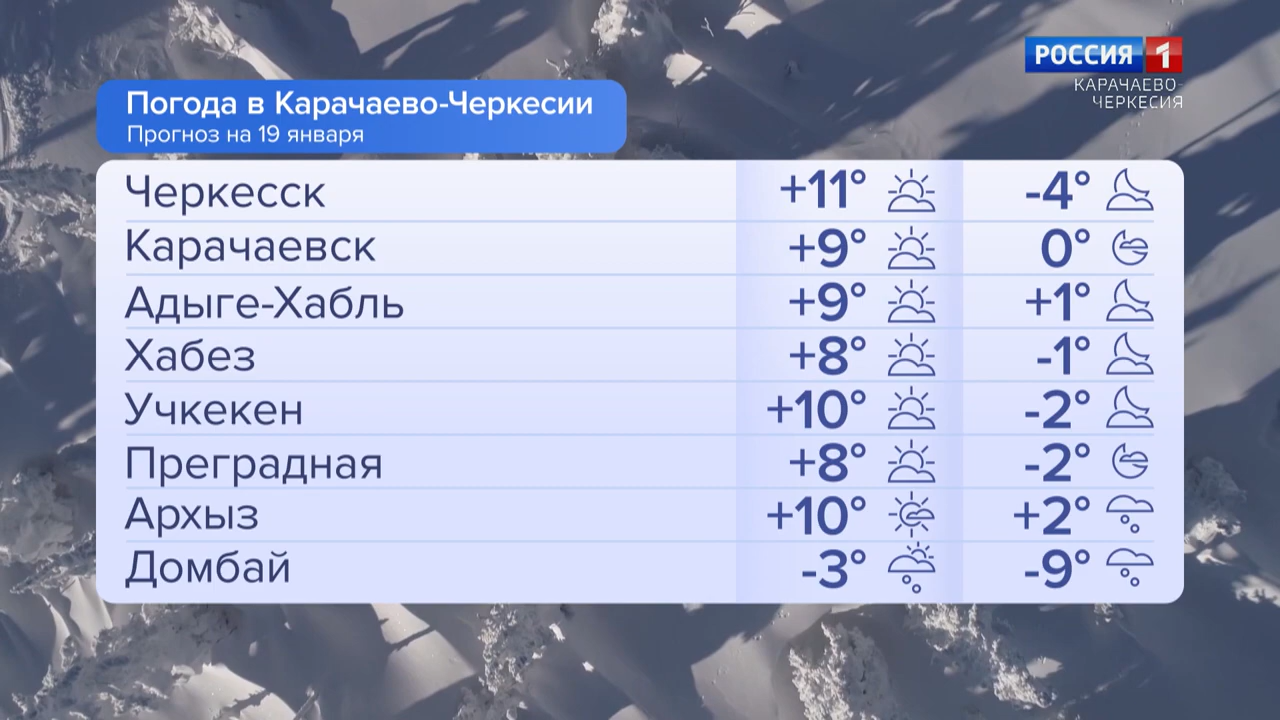 РОССИЯ 1
КАРАЧАЕВО-
ЧЕРКЕСИЯ
Погода в Карачаево-Черкесии
Прогноз на 19 января
Черкесск +11° -4°
Карачаевск +9° 0°
Адыге-Хабль +9° +1°
Хабез +8° -1°
Учкекен +10° -2°
Преградная +8° -2°
Архыз +10° +2°
Домбай -3° -9°